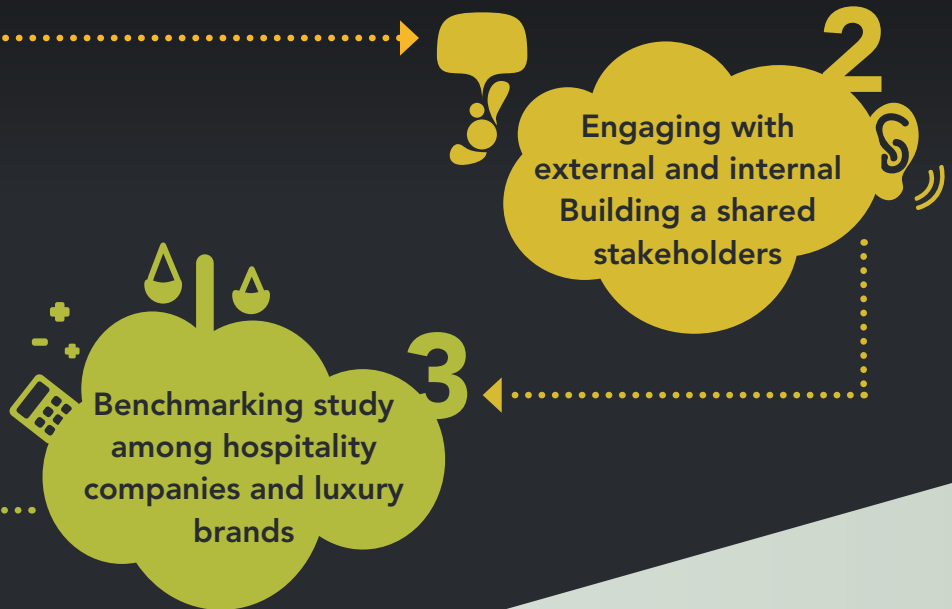 2
Engaging with
external and internal
Building a shared
stakeholders
3
Benchmarking study
among hospitality
companies and luxury
brands